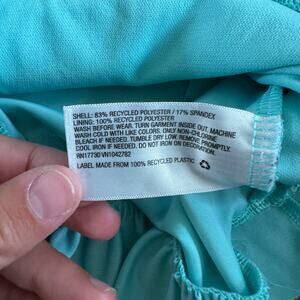 SHELL: 83% RECYCLED POLYESTER / 17% SPANDEX
LINING: 100% RECYCLED POLYESTER
WASH BEFORE WEAR. TURN GARMENT INSIDE OUT. MACHINE
WASH COLD WITH LIKE COLORS. ONLY NON-CHLORINE
BLEACH IF NEEDED. TUMBLE DRY LOW. REMOVE PROMPTLY.
COOL IRON IF NEEDED. DO NOT IRON TRIM.
RN17730 VN1042782
LABEL MADE FROM 100% RECYCLED PLASTIC